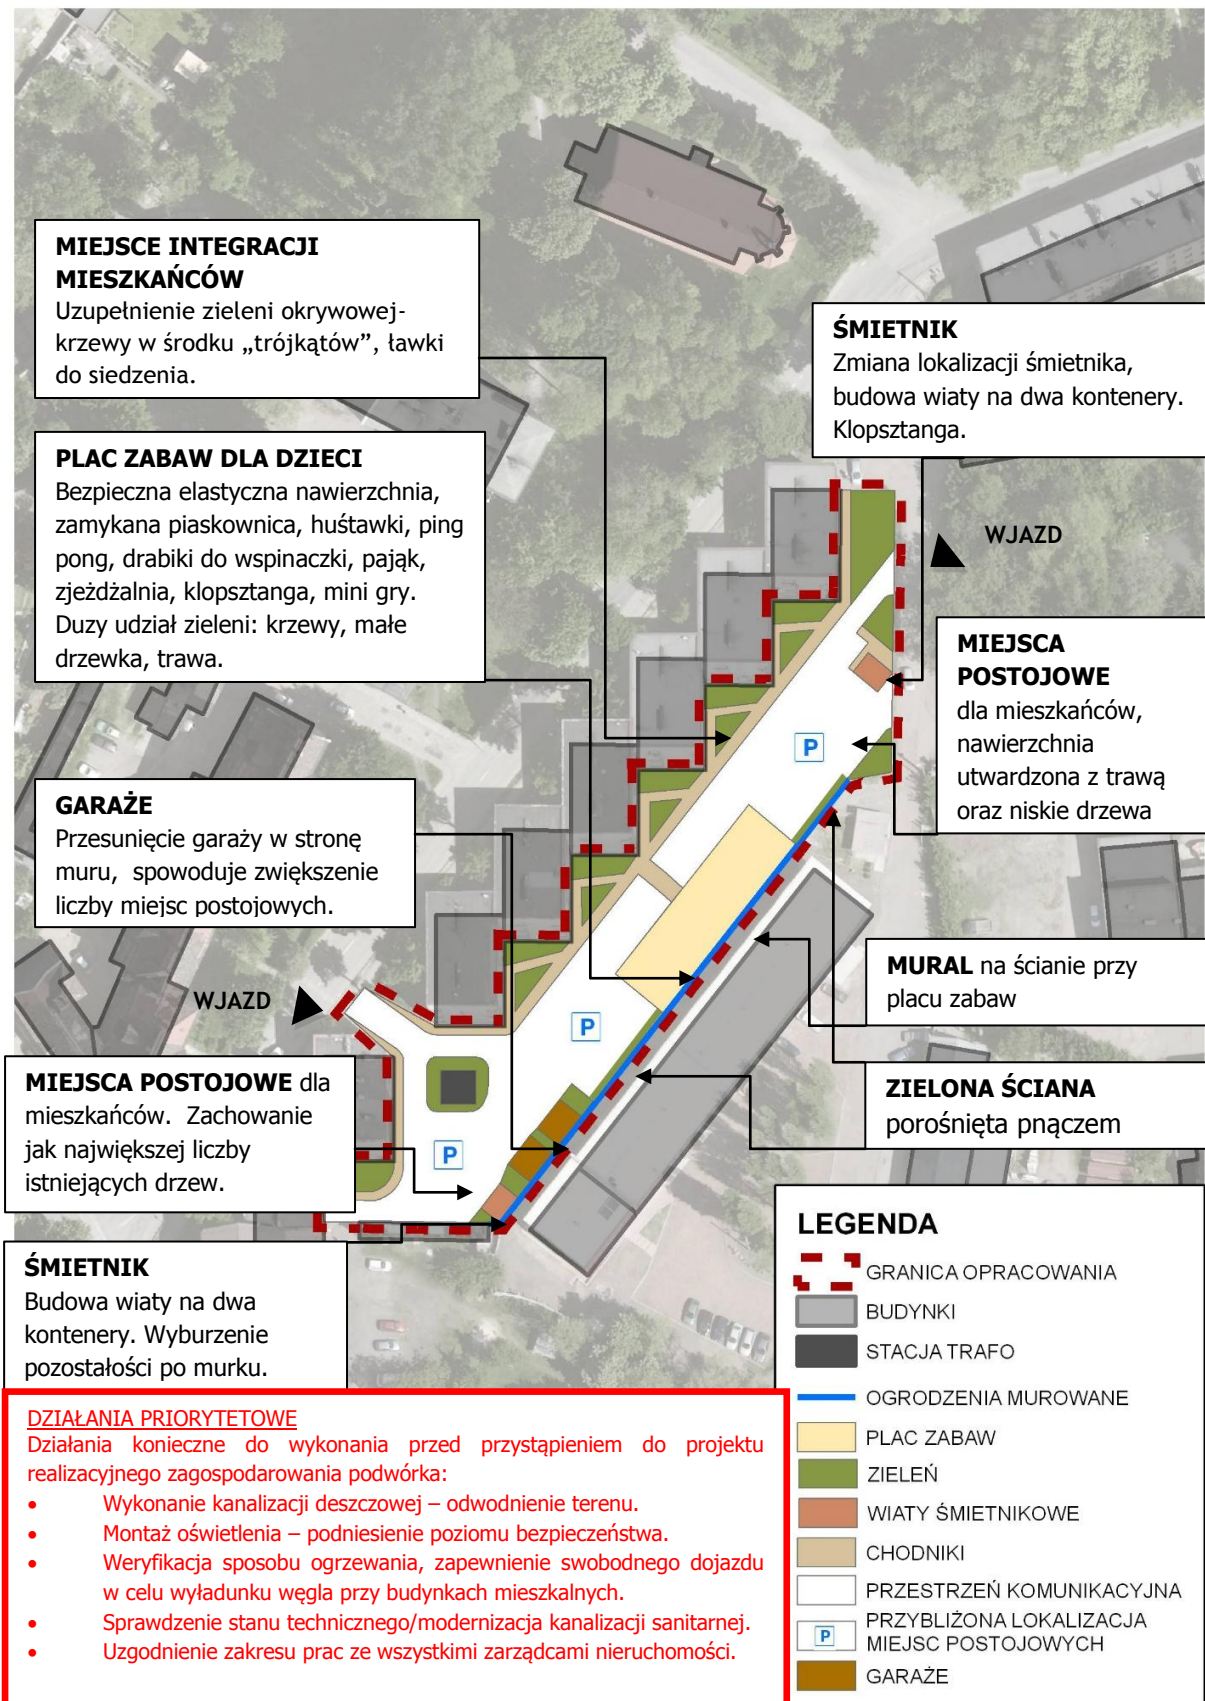 MIEJSCE INTEGRACJI
MIESZKAŃCÓW
Uzupełnienie zieleni okrywowej-
krzewy w środku „trójkątów”, ławki
do siedzenia.
ŚMIETNIK
Zmiana lokalizacji śmietnika,
budowa wiaty na dwa kontenery.
Klopsztanga.
PLAC ZABAW DLA DZIECI
Bezpieczna elastyczna nawierzchnia,
zamykana piaskownica, huśtawki, ping
pong, drabiki do wspinaczki, pająk,
zjeżdżalnia, klopsztanga, mini gry.
Duzy udział zieleni: krzewy, małe
drzewka, trawa.
WJAZD
MIEJSCA
POSTOJOWE
dla mieszkańców,
nawierzchnia
utwardzona z trawą
oraz niskie drzewa
P
GARAŻE
Przesunięcie garaży w stronę
muru, spowoduje zwiększenie
liczby miejsc postojowych.
MURAL na ścianie przy
placu zabaw
WJAZD
P
MIEJSCA POSTOJOWE dla
mieszkańców. Zachowanie
jak największej liczby
istniejących drzew.
P
ZIELONA ŚCIANA
porośnięta pnączem
ŚMIETNIK
Budowa wiaty na dwa
kontenery. Wyburzenie
pozostałości po murku.
LEGENDA
GRANICA OPRACOWANIA
BUDYNKI
STACJA TRAFO
OGRODZENIA MUROWANE
PLAC ZABAW
ZIELEŃ
WIATY ŚMIETNIKOWE
CHODNIKI
PRZESTRZEŃ KOMUNIKACYJNA
P PRZYBLIŻONA LOKALIZACJA
MIEJSC POSTOJOWYCH
GARAŻE
DZIAŁANIA PRIORYTETOWE
Działania konieczne do wykonania przed przystąpieniem do projektu
realizacyjnego zagospodarowania podwórka:
• Wykonanie kanalizacji deszczowej – odwodnienie terenu.
• Montaż oświetlenia – podniesienie poziomu bezpieczeństwa.
• Weryfikacja sposobu ogrzewania, zapewnienie swobodnego dojazdu
w celu wyładunku węgla przy budynkach mieszkalnych.
• Sprawdzenie stanu technicznego/modernizacja kanalizacji sanitarnej.
• Uzgodnienie zakresu prac ze wszystkimi zarządcami nieruchomości.